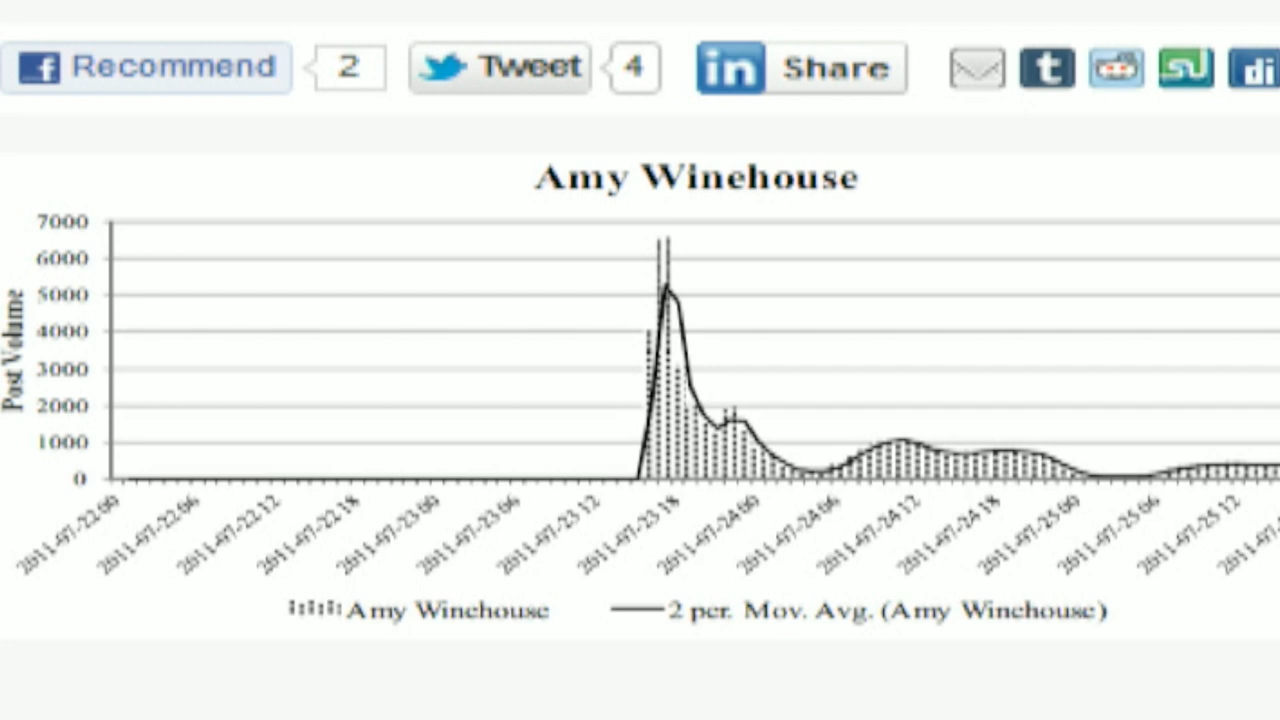 f Recommend 2 Tweet 4 in Share t di
Amy Winehouse
Post Volume
7000
6000
5000
4000
3000
2000
1000
0
2011-07-22 00 2011-07-22 06 2011-07-22 12 2011-07-22 18 2011-07-23 00 2011-07-23 06 2011-07-23 12 2011-07-23 18 2011-07-24 00 2011-07-24 06 2011-07-24 12 2011-07-24 18 2011-07-25 00 2011-07-25 06 2011-07-25 12
Amy Winehouse 2 per. Mov. Avg. (Amy Winehouse)